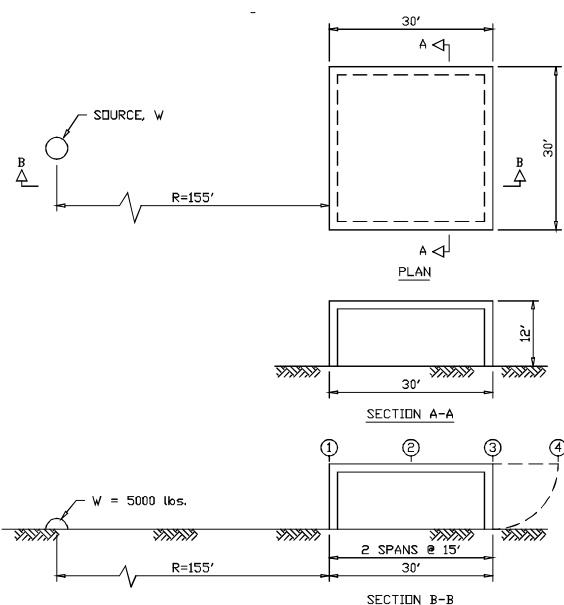 30'
A
SOURCE, W
B
B
30'
R=155'
A
PLAN
12'
30'
SECTION A-A
1
2
3
4
W = 5000 lbs.
2 SPANS @ 15'
R=155'
30'
SECTION B-B